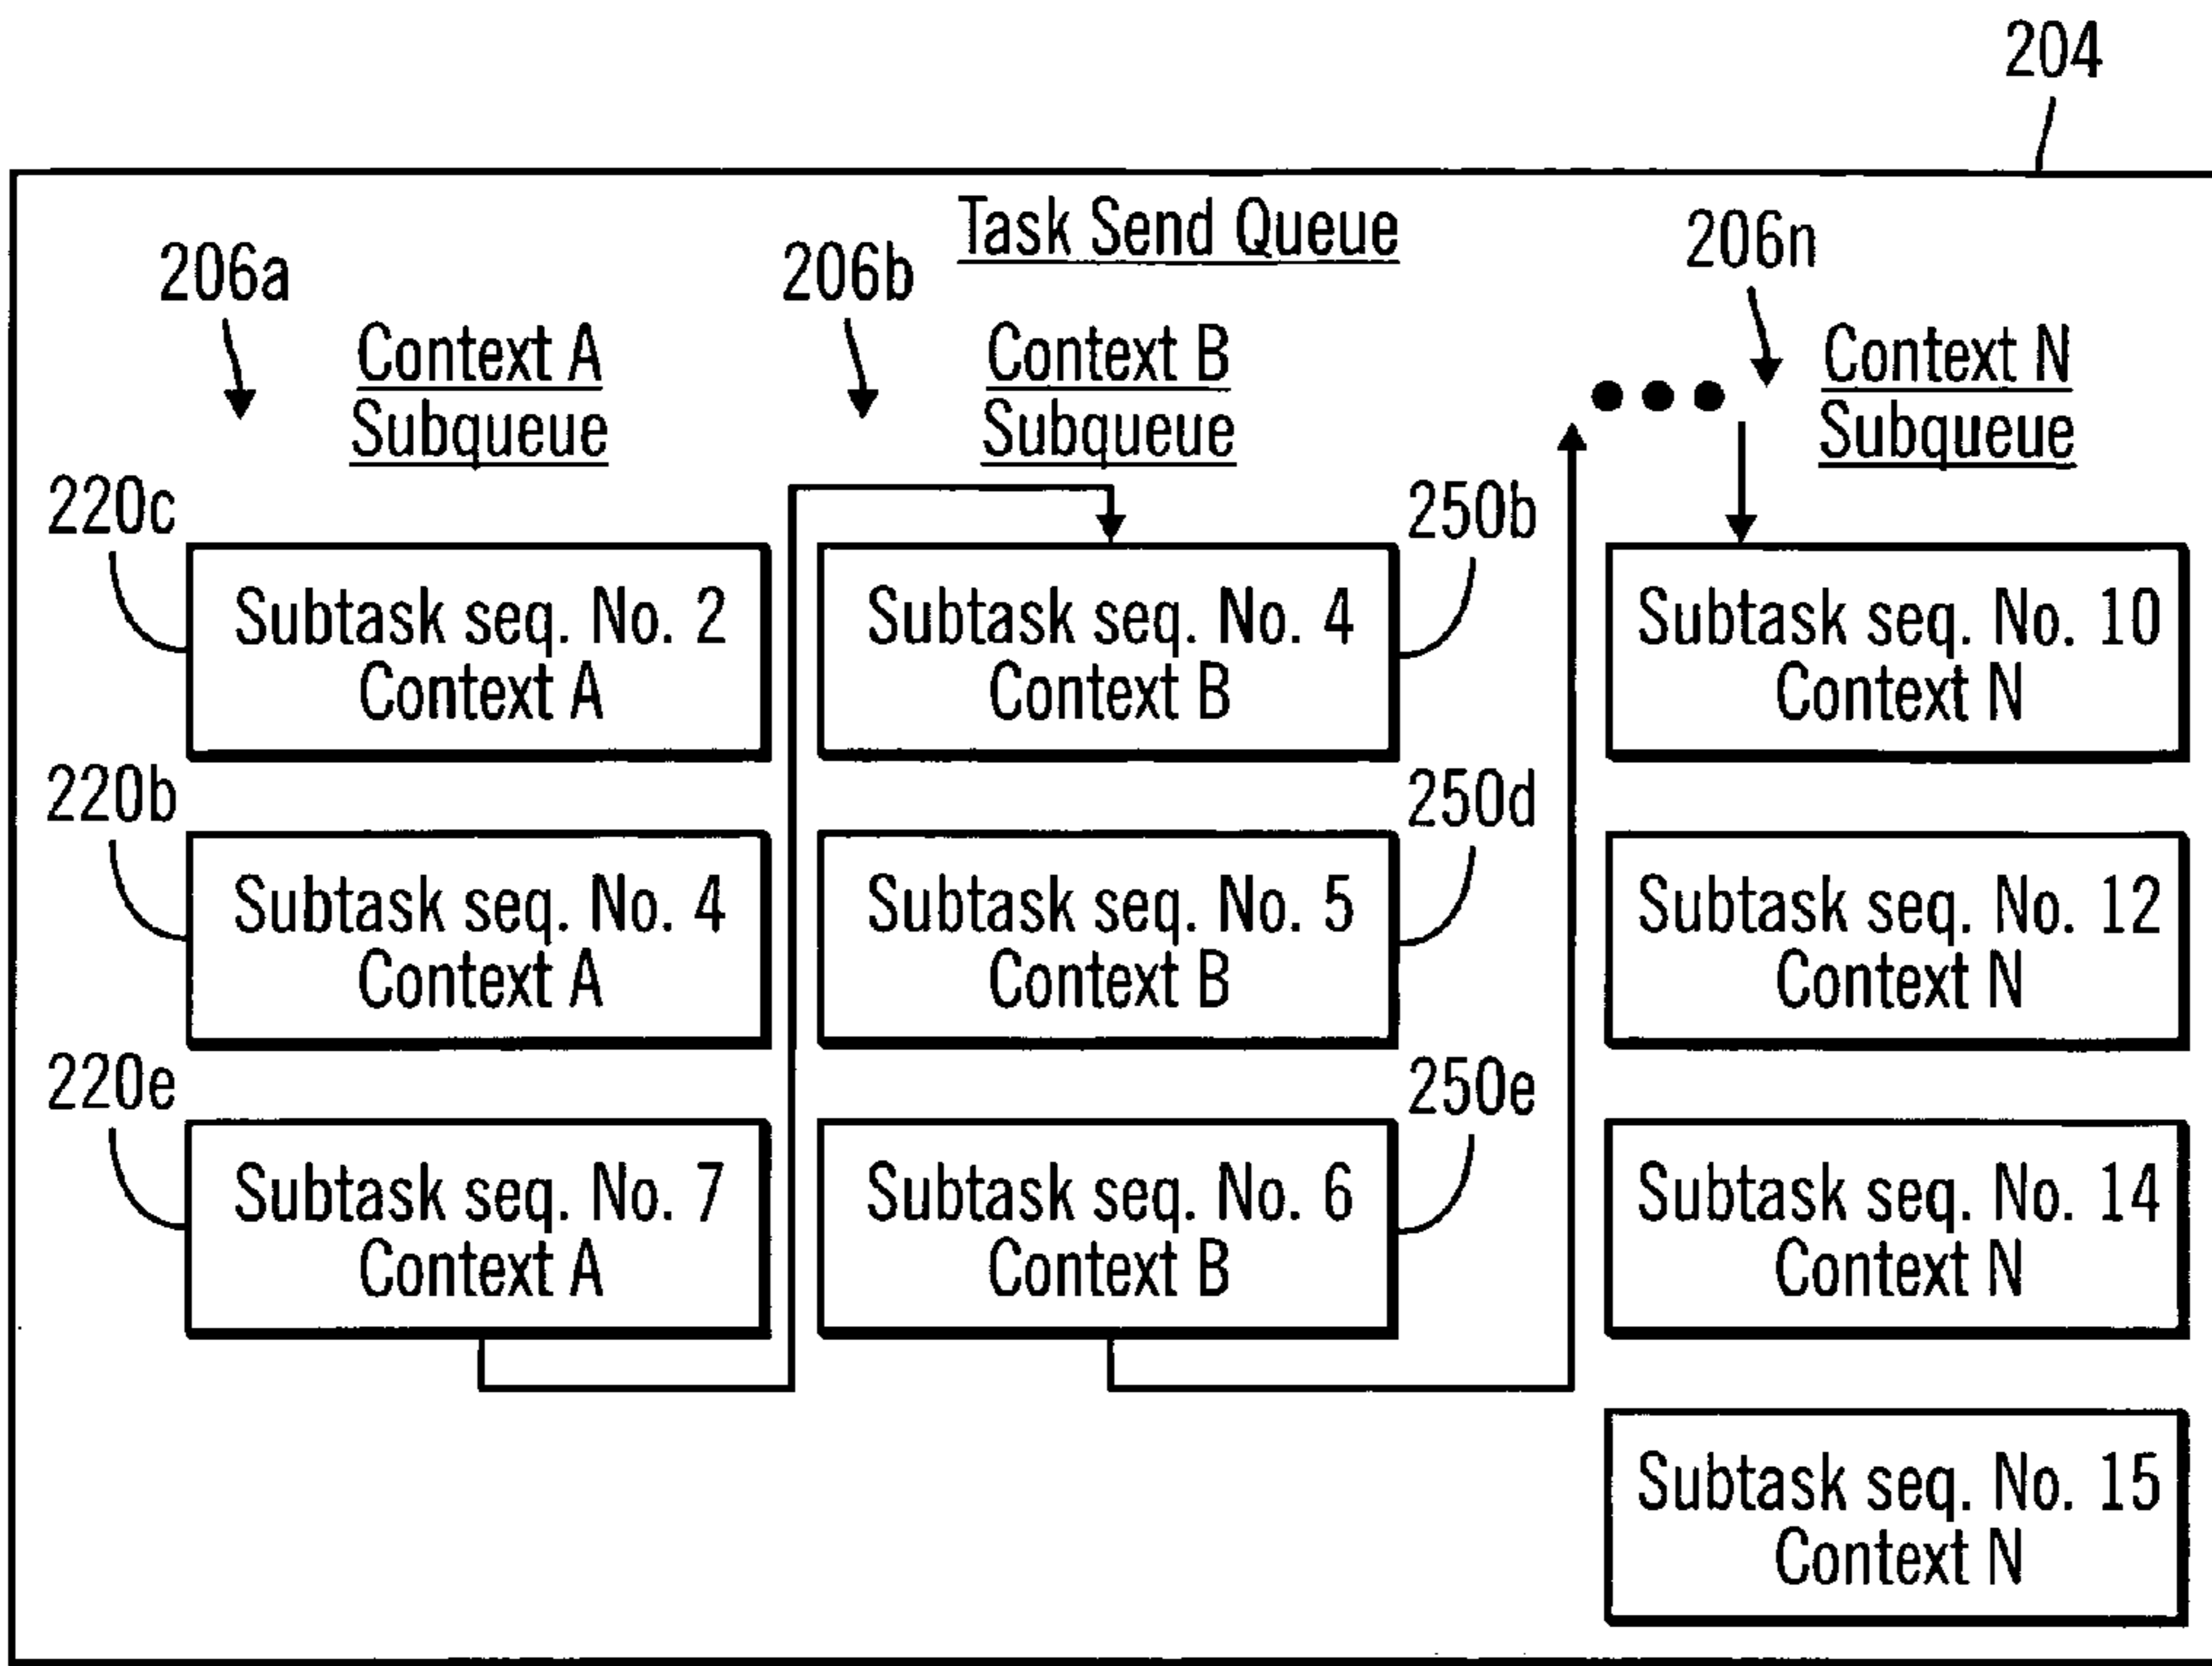 204
Task Send Queue
206a
206b
206n
Context A
Subqueue
Context B
Subqueue
Context N
Subqueue
220c
Subtask seq. No. 2
Context A
Subtask seq. No. 4
Context B
250b
Subtask seq. No. 10
Context N
220b
Subtask seq. No. 4
Context A
Subtask seq. No. 5
Context B
250d
Subtask seq. No. 12
Context N
220e
Subtask seq. No. 7
Context A
Subtask seq. No. 6
Context B
250e
Subtask seq. No. 14
Context N
Subtask seq. No. 15
Context N